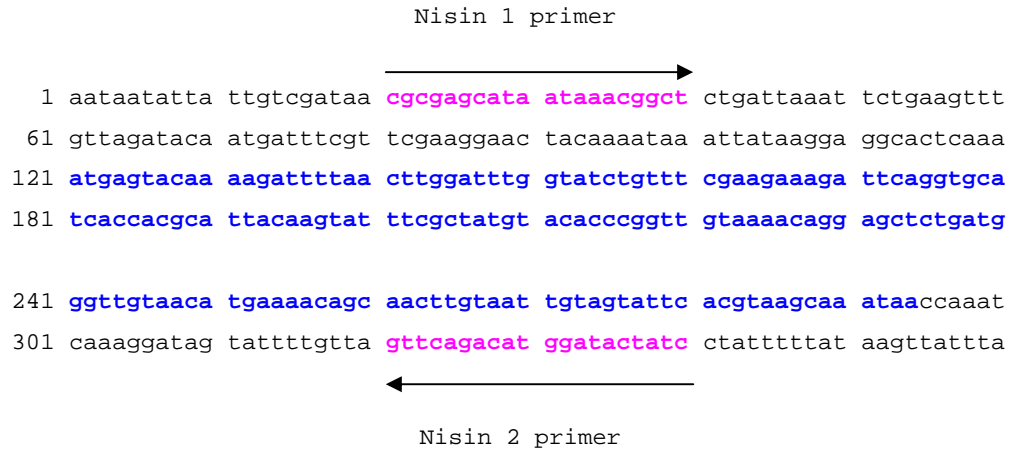 Nisin 1 primer
1 aataatatta ttgtcgataa cgcgagcata ataaacggct ctgattaaat tctgaagttt
61 gttagataca atgatttcgt tcgaaggaac tacaaaataa attataagga ggcactcaaa
121 atgagtacaa aagattttaa cttggatttg gtatctgttt cgaagaaaga ttcaggtgca
181 tcaccacgca ttacaagtat ttcgctatgt acacccggtt gtaaaacagg agctctgatg
241 ggttgtaaca tgaaaacagc aacttgtaat tgtagtattc acgtaagcaa ataaccaaat
301 caaaggatag tattttgtta gttcagacat ggatactatc ctatttttat aagttattta
Nisin 2 primer